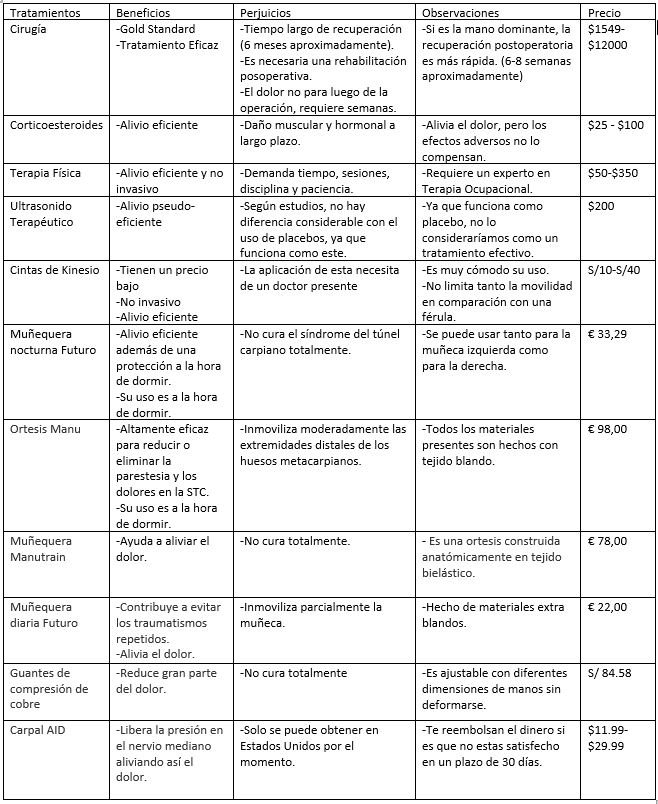 Tratamientos Beneficios Perjuicios Observaciones Precio
Cirugía
-Gold Standard
-Tratamiento Eficaz
-Tiempo largo de recuperación
(6 meses aproximadamente).
-Es necesaria una rehabilitación
posoperativa.
-El dolor no para luego de la
operación, requiere semanas.
-Si es la mano dominante, la
recuperación postoperatoria
es más rápida. (6-8 semanas
aproximadamente)
$1549-
$12000
Corticoesteroides
-Alivio eficiente
-Daño muscular y hormonal a
largo plazo.
-Alivia el dolor, pero los
efectos adversos no lo
compensan.
$25 - $100
Terapia Física
-Alivio eficiente y no
invasivo
-Demanda tiempo, sesiones,
disciplina y paciencia.
-Requiere un experto en
Terapia Ocupacional.
$50-$350
Ultrasonido
Terapéutico
-Alivio pseudo-
eficiente
-Según estudios, no hay
diferencia considerable con el
uso de placebos, ya que
funciona como este.
-Ya que funciona como
placebo, no lo
consideraríamos como un
tratamiento efectivo.
$200
Cintas de Kinesio
-Tienen un precio
bajo
-No invasivo
-Alivio eficiente
-La aplicación de esta necesita
de un doctor presente
-Es muy cómodo su uso.
-No limita tanto la movilidad
en comparación con una
férula.
S/10-S/40
Muñequera
nocturna Futuro
-Alivio eficiente
además de una
protección a la hora
de dormir.
-Su uso es a la hora
de dormir.
-No cura el síndrome del túnel
carpiano totalmente.
-Se puede usar tanto para la
muñeca izquierda como
para la derecha.
€ 33,29
Ortesis Manu
-Altamente eficaz
para reducir o
eliminar la
parestesia y los
dolores en la STC.
-Su uso es a la hora
de dormir.
-Inmoviliza moderadamente las
extremidades distales de los
huesos metacarpianos.
-Todos los materiales
presentes son hechos con
tejido blando.
€ 98,00
Muñequera
Manutrain
-Ayuda a aliviar el
dolor.
-No cura totalmente.
- Es una ortesis construida
anatómicamente en tejido
bielástico.
€ 78,00
Muñequera
diaria Futuro
-Contribuye a evitar
los traumatismos
repetidos.
-Alivia el dolor.
-Inmoviliza parcialmente la
muñeca.
-Hecho de materiales extra
blandos.
€ 22,00
Guantes de
compresión de
cobre
-Reduce gran parte
del dolor.
-No cura totalmente
-Es ajustable con diferentes
dimensiones de manos sin
deformarse.
S/ 84.58
Carpal AID
-Libera la presión en
el nervio mediano
aliviando así el
dolor.
-Solo se puede obtener en
Estados Unidos por el
momento.
-Te reembolsan el dinero si
es que no estas satisfecho
en un plazo de 30 días.
$11.99-
$29.99